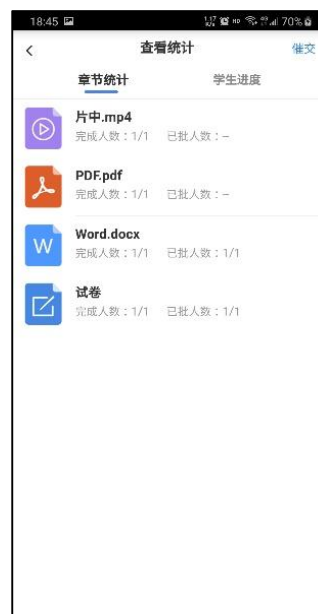 18:45 1.17 K/s HD 70%
查看统计 催交
章节统计 学生进度
片中.mp4
完成人数：1/1 已批人数：–
PDF.pdf
完成人数：1/1 已批人数：–
W Word.docx
完成人数：1/1 已批人数：1/1
试卷
完成人数：1/1 已批人数：1/1